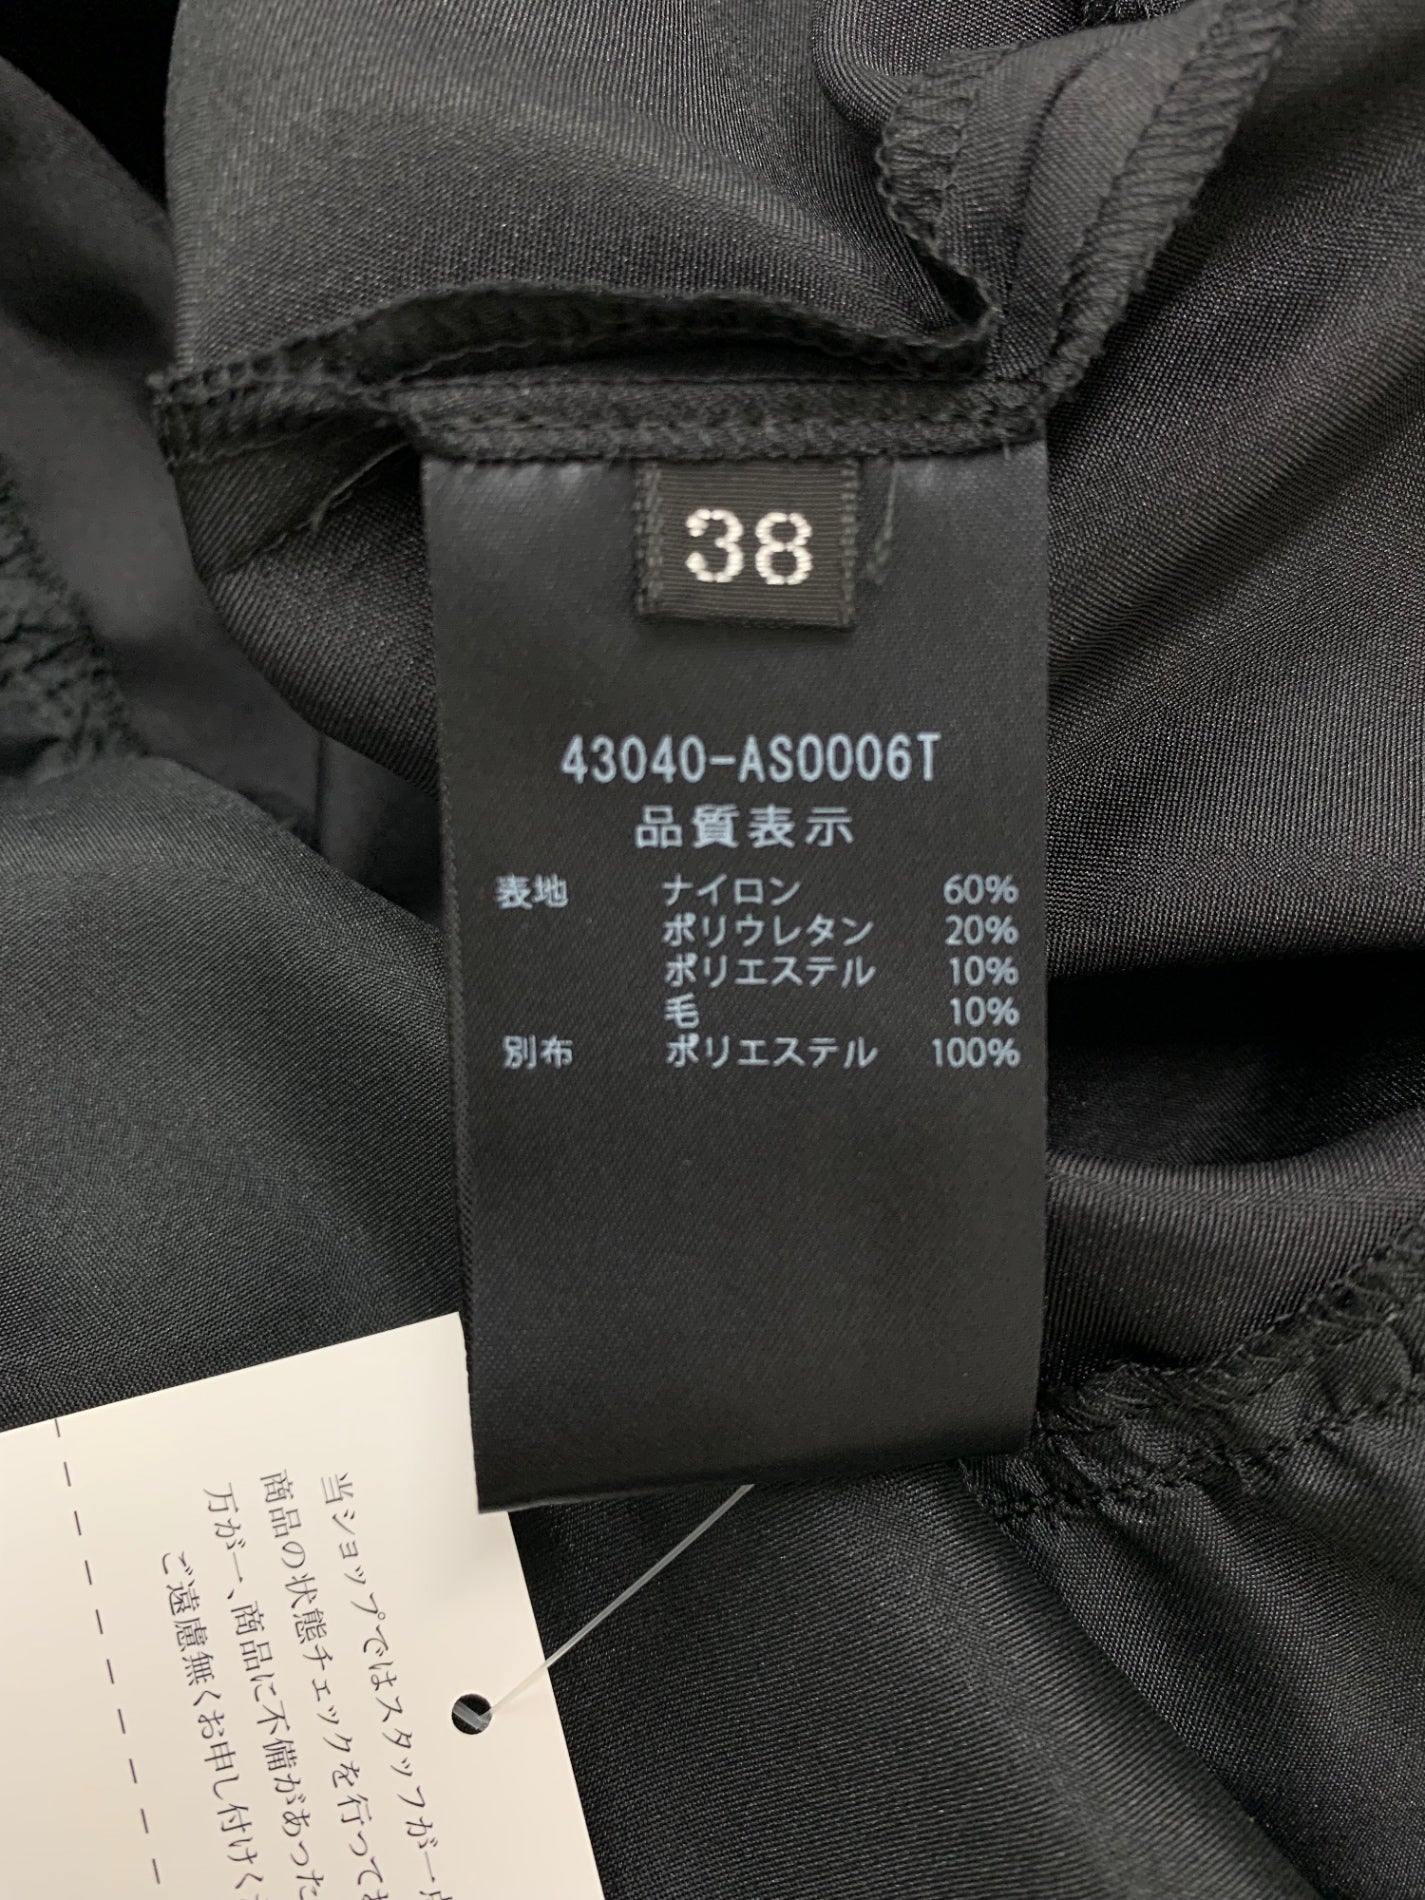 38
43040-AS0006T
品質表示
表地 ナイロン 60%
ポリウレタン 20%
ポリエステル 10%
毛 10%
別布 ポリエステル 100%
当ショップではスタッフが一点
商品の状態チェックを行ってお
万が一、商品に不備があった
ご遠慮無くお申し付けく